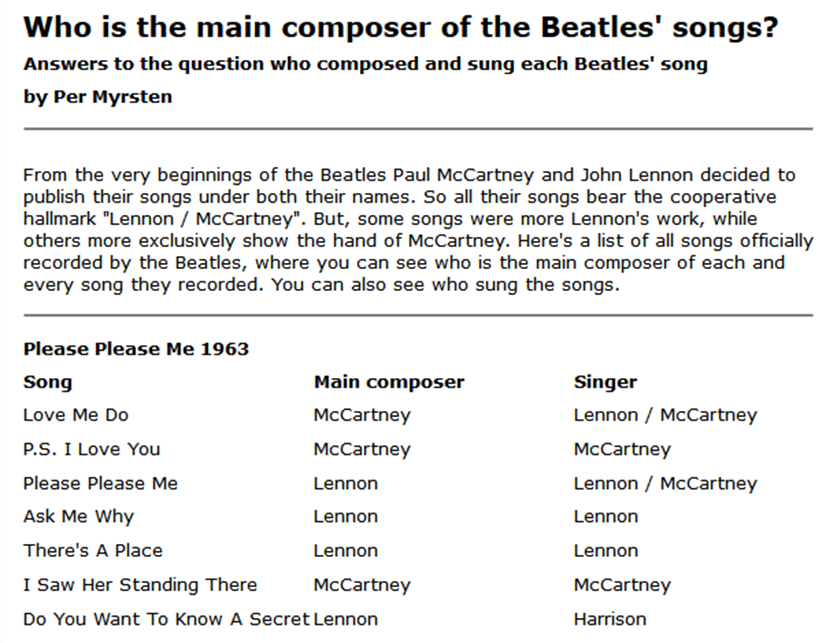 Who is the main composer of the Beatles' songs?
Answers to the question who composed and sung each Beatles' song
by Per Myrsten
From the very beginnings of the Beatles Paul McCartney and John Lennon decided to
publish their songs under both their names. So all their songs bear the cooperative
hallmark "Lennon / McCartney". But, some songs were more Lennon's work, while
others more exclusively show the hand of McCartney. Here's a list of all songs officially
recorded by the Beatles, where you can see who is the main composer of each and
every song they recorded. You can also see who sung the songs.
Please Please Me 1963
Song Main composer Singer
Love Me Do McCartney Lennon / McCartney
P.S. I Love You McCartney McCartney
Please Please Me Lennon Lennon / McCartney
Ask Me Why Lennon Lennon
There's A Place Lennon Lennon
I Saw Her Standing There McCartney McCartney
Do You Want To Know A Secret Lennon Harrison